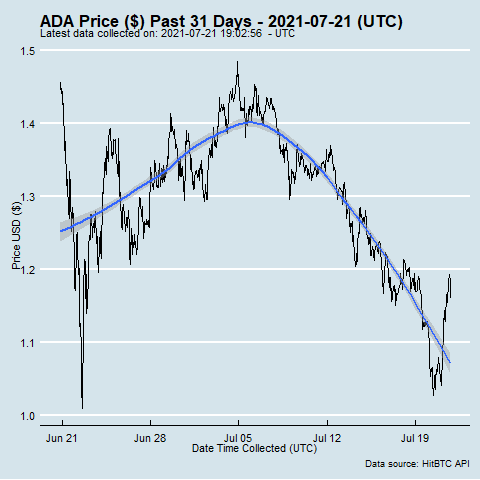 ADA Price ($) Past 31 Days - 2021-07-21 (UTC)
Latest data collected on: 2021-07-21 19:02:56 - UTC
1.5
1.4
1.3
1.2
1.1
1.0
Price USD ($)
Jun 21 Jun 28 Jul 05 Jul 12 Jul 19
Date Time Collected (UTC)
Data source: HitBTC API